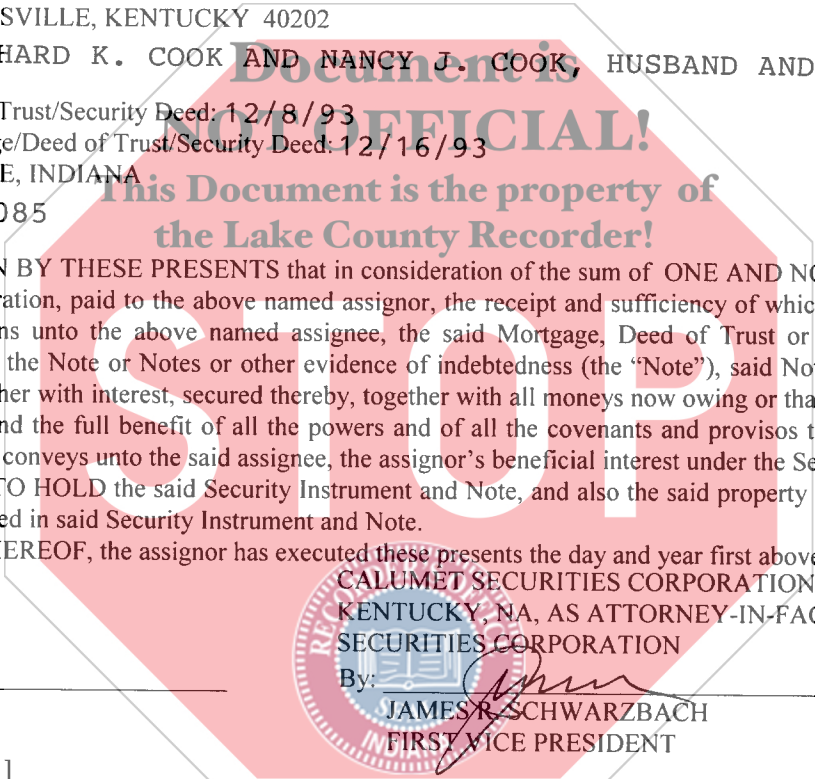 SVILLE, KENTUCKY 40202
HARD K. COOK AND NANCY J. COOK, HUSBAND AND
Document is
Trust/Security Deed: 12/8/93
NOT OFFICIAL!
e/Deed of Trust/Security Deed: 12/16/93
E, INDIANA
This Document is the property of
085
the Lake County Recorder!
N BY THESE PRESENTS that in consideration of the sum of ONE AND NO
ration, paid to the above named assignor, the receipt and sufficiency of whic
ns unto the above named assignee, the said Mortgage, Deed of Trust or
the Note or Notes or other evidence of indebtedness (the “Note”), said No
her with interest, secured thereby, together with all moneys now owing or tha
nd the full benefit of all the powers and of all the covenants and provisos t
conveys unto the said assignee, the assignor’s beneficial interest under the Se
TO HOLD the said Security Instrument and Note, and also the said property
ed in said Security Instrument and Note.
STOP
HEREOF, the assignor has executed these presents the day and year first above
CALUMET SECURITIES CORPORATION
KENTUCKY, NA, AS ATTORNEY-IN-FAC
SECURITIES CORPORATION
By:
JAMES R. SCHWARZBACH
FIRST VICE PRESIDENT
RECORDER'S OFFICE
SEAL
INDIANA